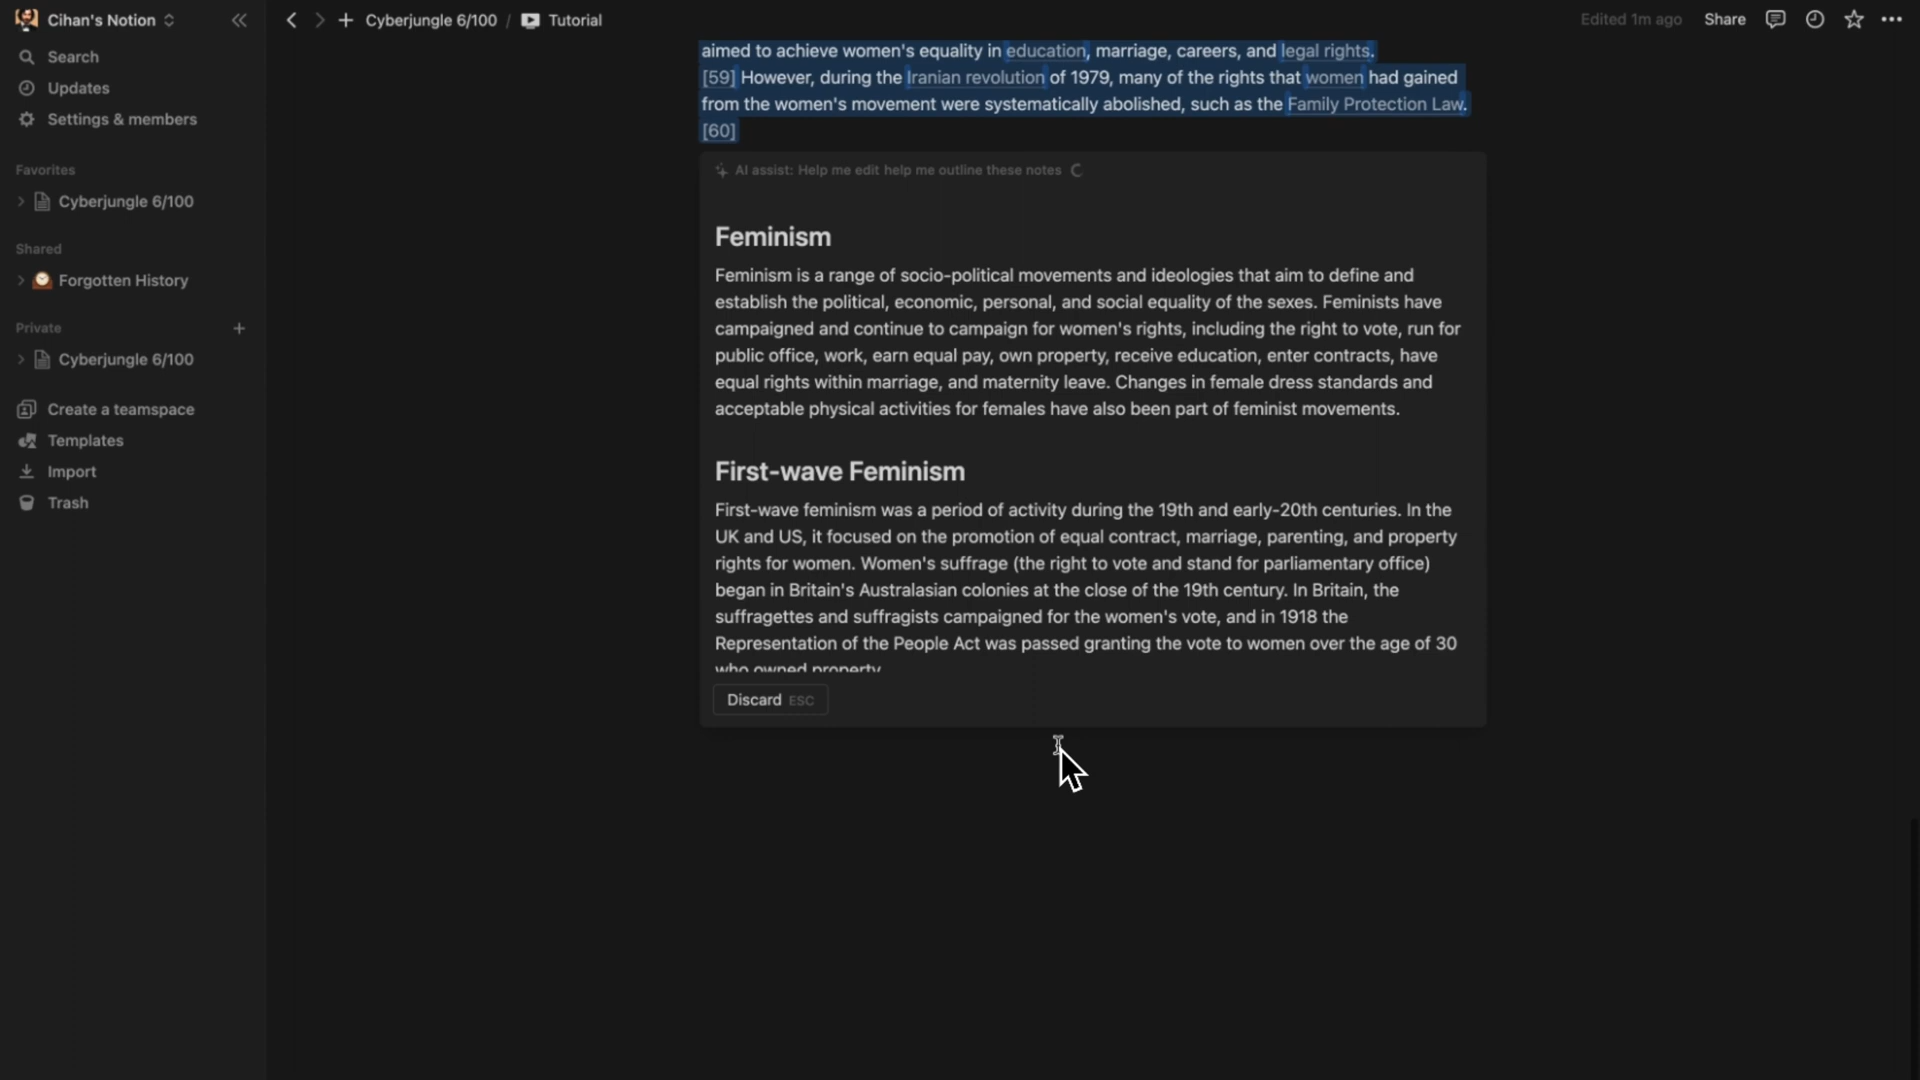 Cihan's Notion
Search
Updates
Settings & members
Favorites
Cyberjungle 6/100
Shared
Forgotten History
Private
Cyberjungle 6/100
Create a teamspace
Templates
Import
Trash
Cyberjungle 6/100 / Tutorial
Edited 1m ago Share
aimed to achieve women's equality in education, marriage, careers, and legal rights.
[59] However, during the Iranian revolution of 1979, many of the rights that women had gained
from the women's movement were systematically abolished, such as the Family Protection Law.
[60]
AI assist: Help me edit help me outline these notes
Feminism
Feminism is a range of socio-political movements and ideologies that aim to define and
establish the political, economic, personal, and social equality of the sexes. Feminists have
campaigned and continue to campaign for women's rights, including the right to vote, run for
public office, work, earn equal pay, own property, receive education, enter contracts, have
equal rights within marriage, and maternity leave. Changes in female dress standards and
acceptable physical activities for females have also been part of feminist movements.
First-wave Feminism
First-wave feminism was a period of activity during the 19th and early-20th centuries. In the
UK and US, it focused on the promotion of equal contract, marriage, parenting, and property
rights for women. Women's suffrage (the right to vote and stand for parliamentary office)
began in Britain's Australasian colonies at the close of the 19th century. In Britain, the
suffragettes and suffragists campaigned for the women's vote, and in 1918 the
Representation of the People Act was passed granting the vote to women over the age of 30
who owned property
Discard ESC